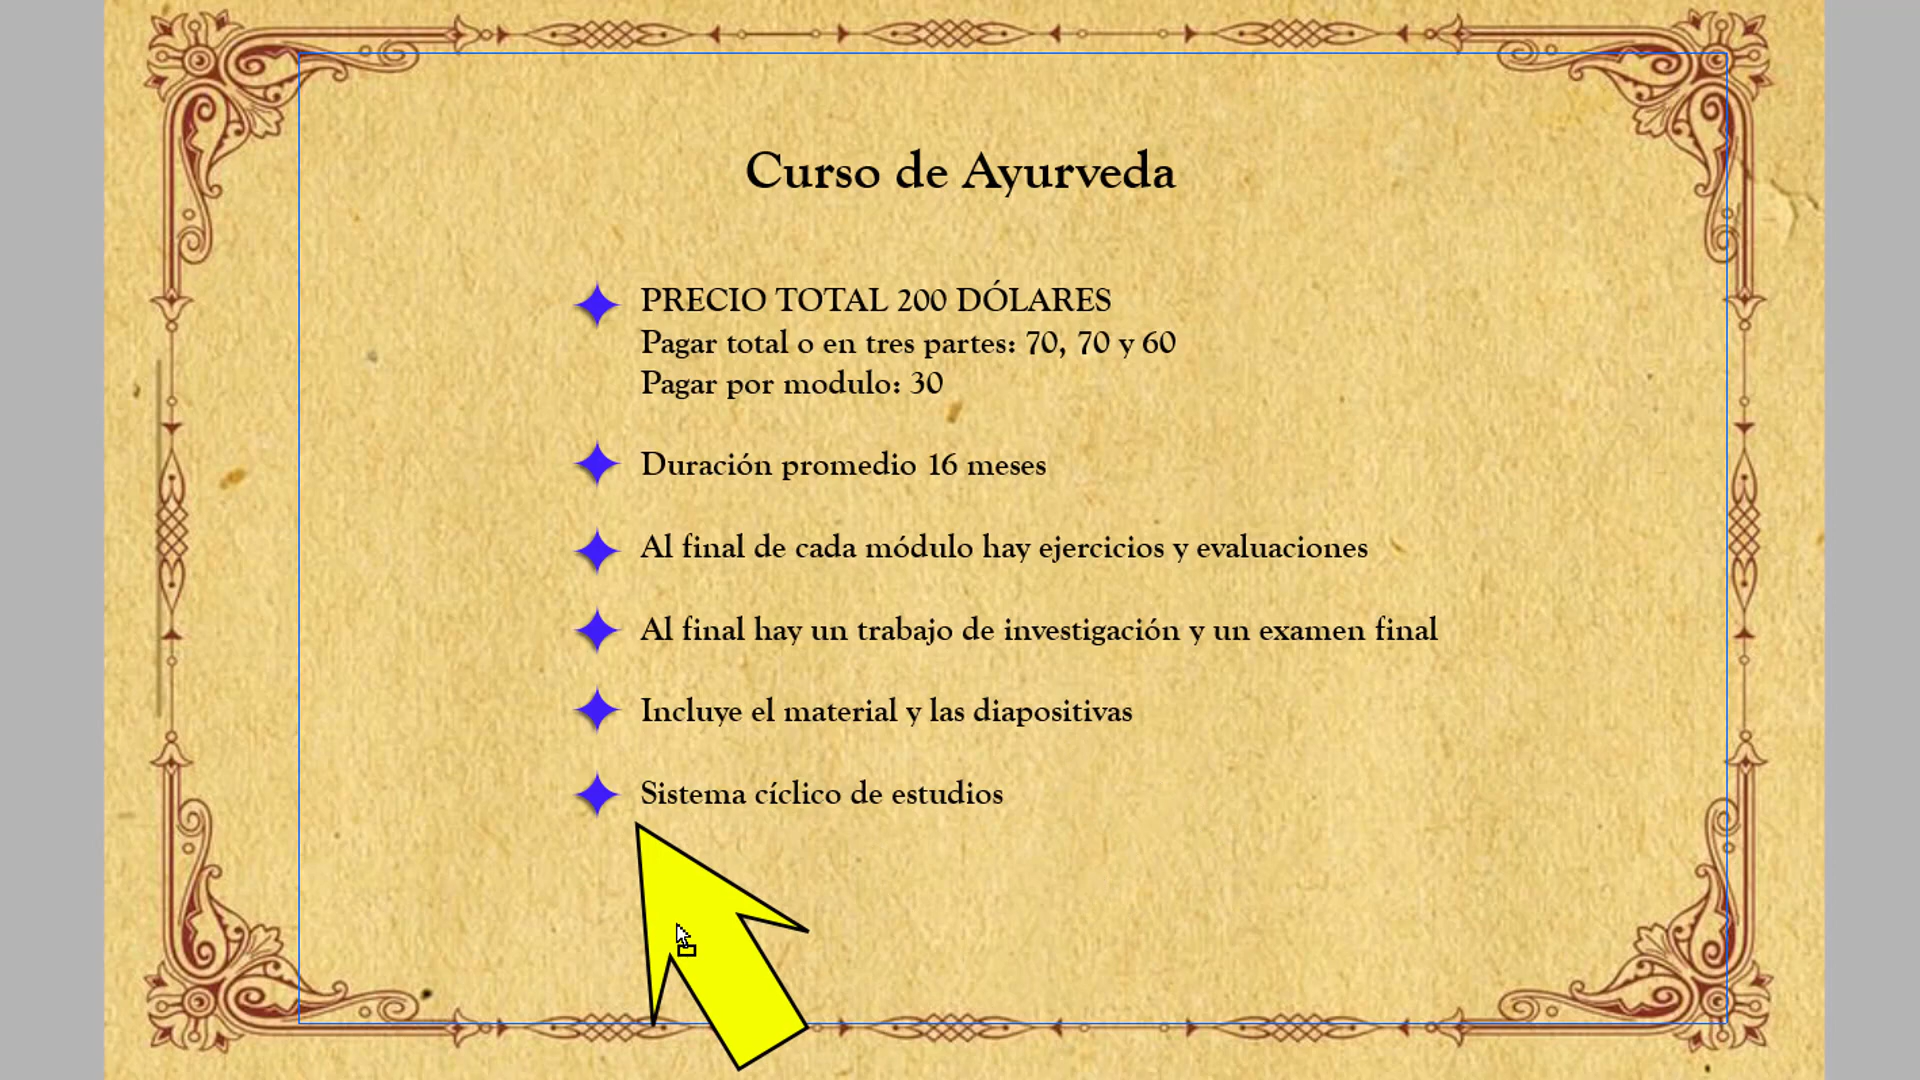 Curso de Ayurveda
PRECIO TOTAL 200 DÓLARES
Pagar total o en tres partes: 70, 70 y 60
Pagar por modulo: 30
Duración promedio 16 meses
Al final de cada módulo hay ejercicios y evaluaciones
Al final hay un trabajo de investigación y un examen final
Incluye el material y las diapositivas
Sistema cíclico de estudios